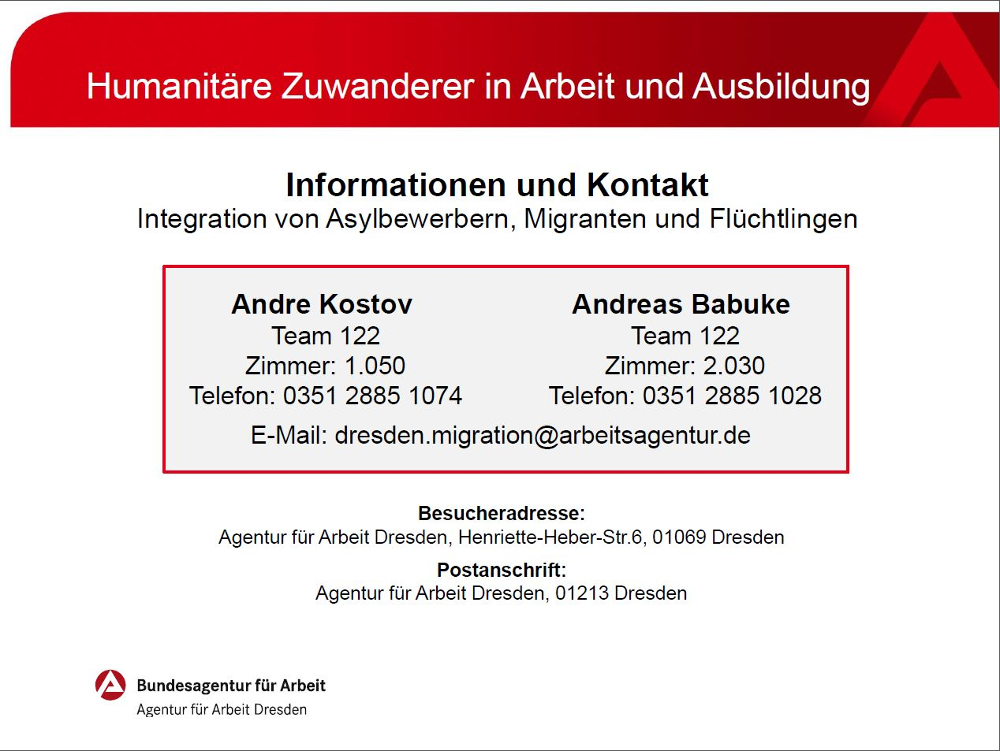 Humanitäre Zuwanderer in Arbeit und Ausbildung
Informationen und Kontakt
Integration von Asylbewerbern, Migranten und Flüchtlingen
Andre Kostov
Team 122
Zimmer: 1.050
Telefon: 0351 2885 1074
Andreas Babuke
Team 122
Zimmer: 2.030
Telefon: 0351 2885 1028
E-Mail: dresden.migration@arbeitsagentur.de
Besucheradresse:
Agentur für Arbeit Dresden, Henriette-Heber-Str.6, 01069 Dresden
Postanschrift:
Agentur für Arbeit Dresden, 01213 Dresden
Bundesagentur für Arbeit
Agentur für Arbeit Dresden